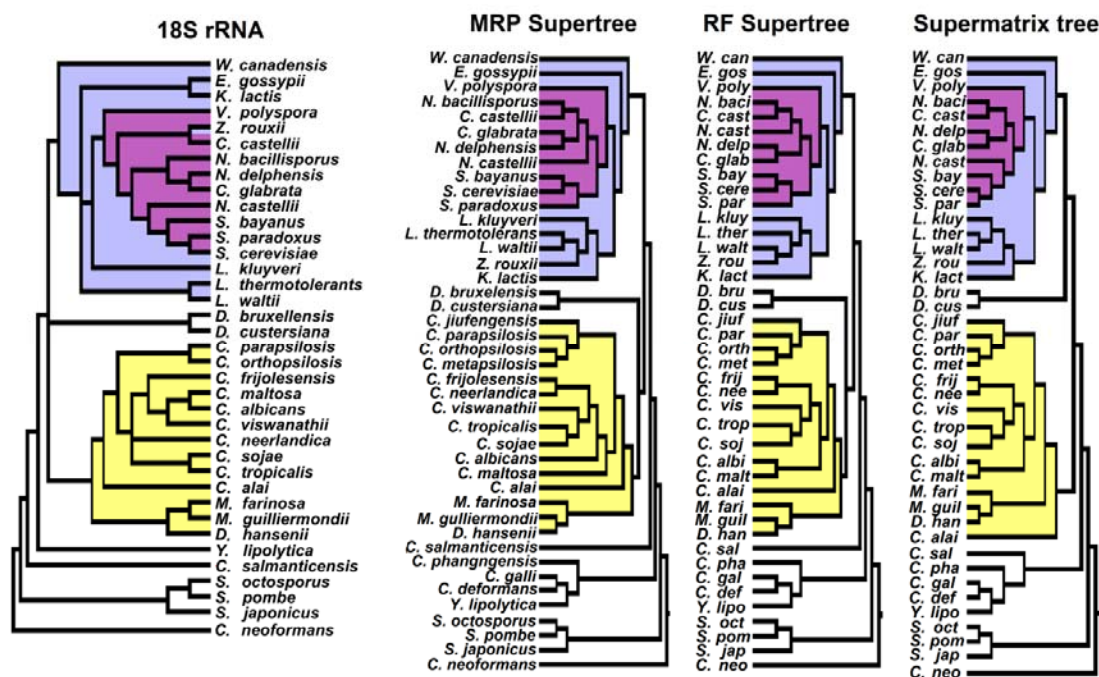 18S rRNA
W. canadensis
E. gossypii
K. lactis
V. polyspora
Z. rouxii
C. castellii
N. bacillisporus
N. delphensis
C. glabrata
N. castellii
S. bayanus
S. paradoxus
S. cerevisiae
L. kluyveri
L. thermotolerants
L. waltii
D. bruxellensis
D. custersiana
C. parapsilosis
C. orthopsilosis
C. frijolesensis
C. maltosa
C. albicans
C. viswanathii
C. neerlandica
C. sojae
C. tropicalis
C. alai
M. farinosa
M. guilliermondii
D. hansenii
Y. lipolytica
C. salmanticensis
S. octosporus
S. pombe
S. japonicus
C. neoformans
MRP Supertree
W. canadensis
E. gossypii
V. polyspora
N. bacillisporus
C. castellii
C. glabrata
N. delphensis
N. castellii
S. bayanus
S. cerevisiae
S. paradoxus
L. kluyveri
L. thermotolerans
L. waltii
Z. rouxii
K. lactis
D. bruxelensis
D. custersiana
C. jiufengensis
C. parapsilosis
C. orthopsilosis
C. metapsilosis
C. frijolesensis
C. neerlandica
C. viswanathii
C. tropicalis
C. sojae
C. albicans
C. maltosa
C. alai
M. farinosa
M. gulliermondii
D. hansenii
C. salmanticensis
C. phangngensis
C. galli
C. deformans
Y. lipolytica
S. octosporus
S. pombe
S. japonicus
C. neoformans
RF Supertree
W. can
E. gos
V. poly
N. baci
C. cast
N. cast
N. delp
C. glab
S. bay
S. cere
S. par
L. kluy
L. ther
L. walt
Z. rou
K. lact
D. bru
D. cus
C. jiuf
C. par
C. orth
C. met
C. frij
C. nee
C. vis
C. trop
C. soj
C. albi
C. malt
C. alai
M. fari
M. guil
D. han
C. sal
C. pha
C. gal
C. def
Y. lipo
S. oct
S. pom
S. jap
C. neo
Supermatrix tree
W. can
E. gos
V. poly
N. baci
C. cast
N. delp
C. glab
N. cast
S. bay
S. cere
S. par
L. kluy
L. ther
L. walt
Z. rou
K. lact
D. bru
D. cus
C. jiuf
C. par
C. orth
C. met
C. frij
C. nee
C. vis
C. trop
C. soj
C. albi
C. malt
M. fari
M. guil
D. han
C. alai
C. sal
C. pha
C. gal
C. def
Y. lipo
S. oct
S. pom
S. jap
C. neo